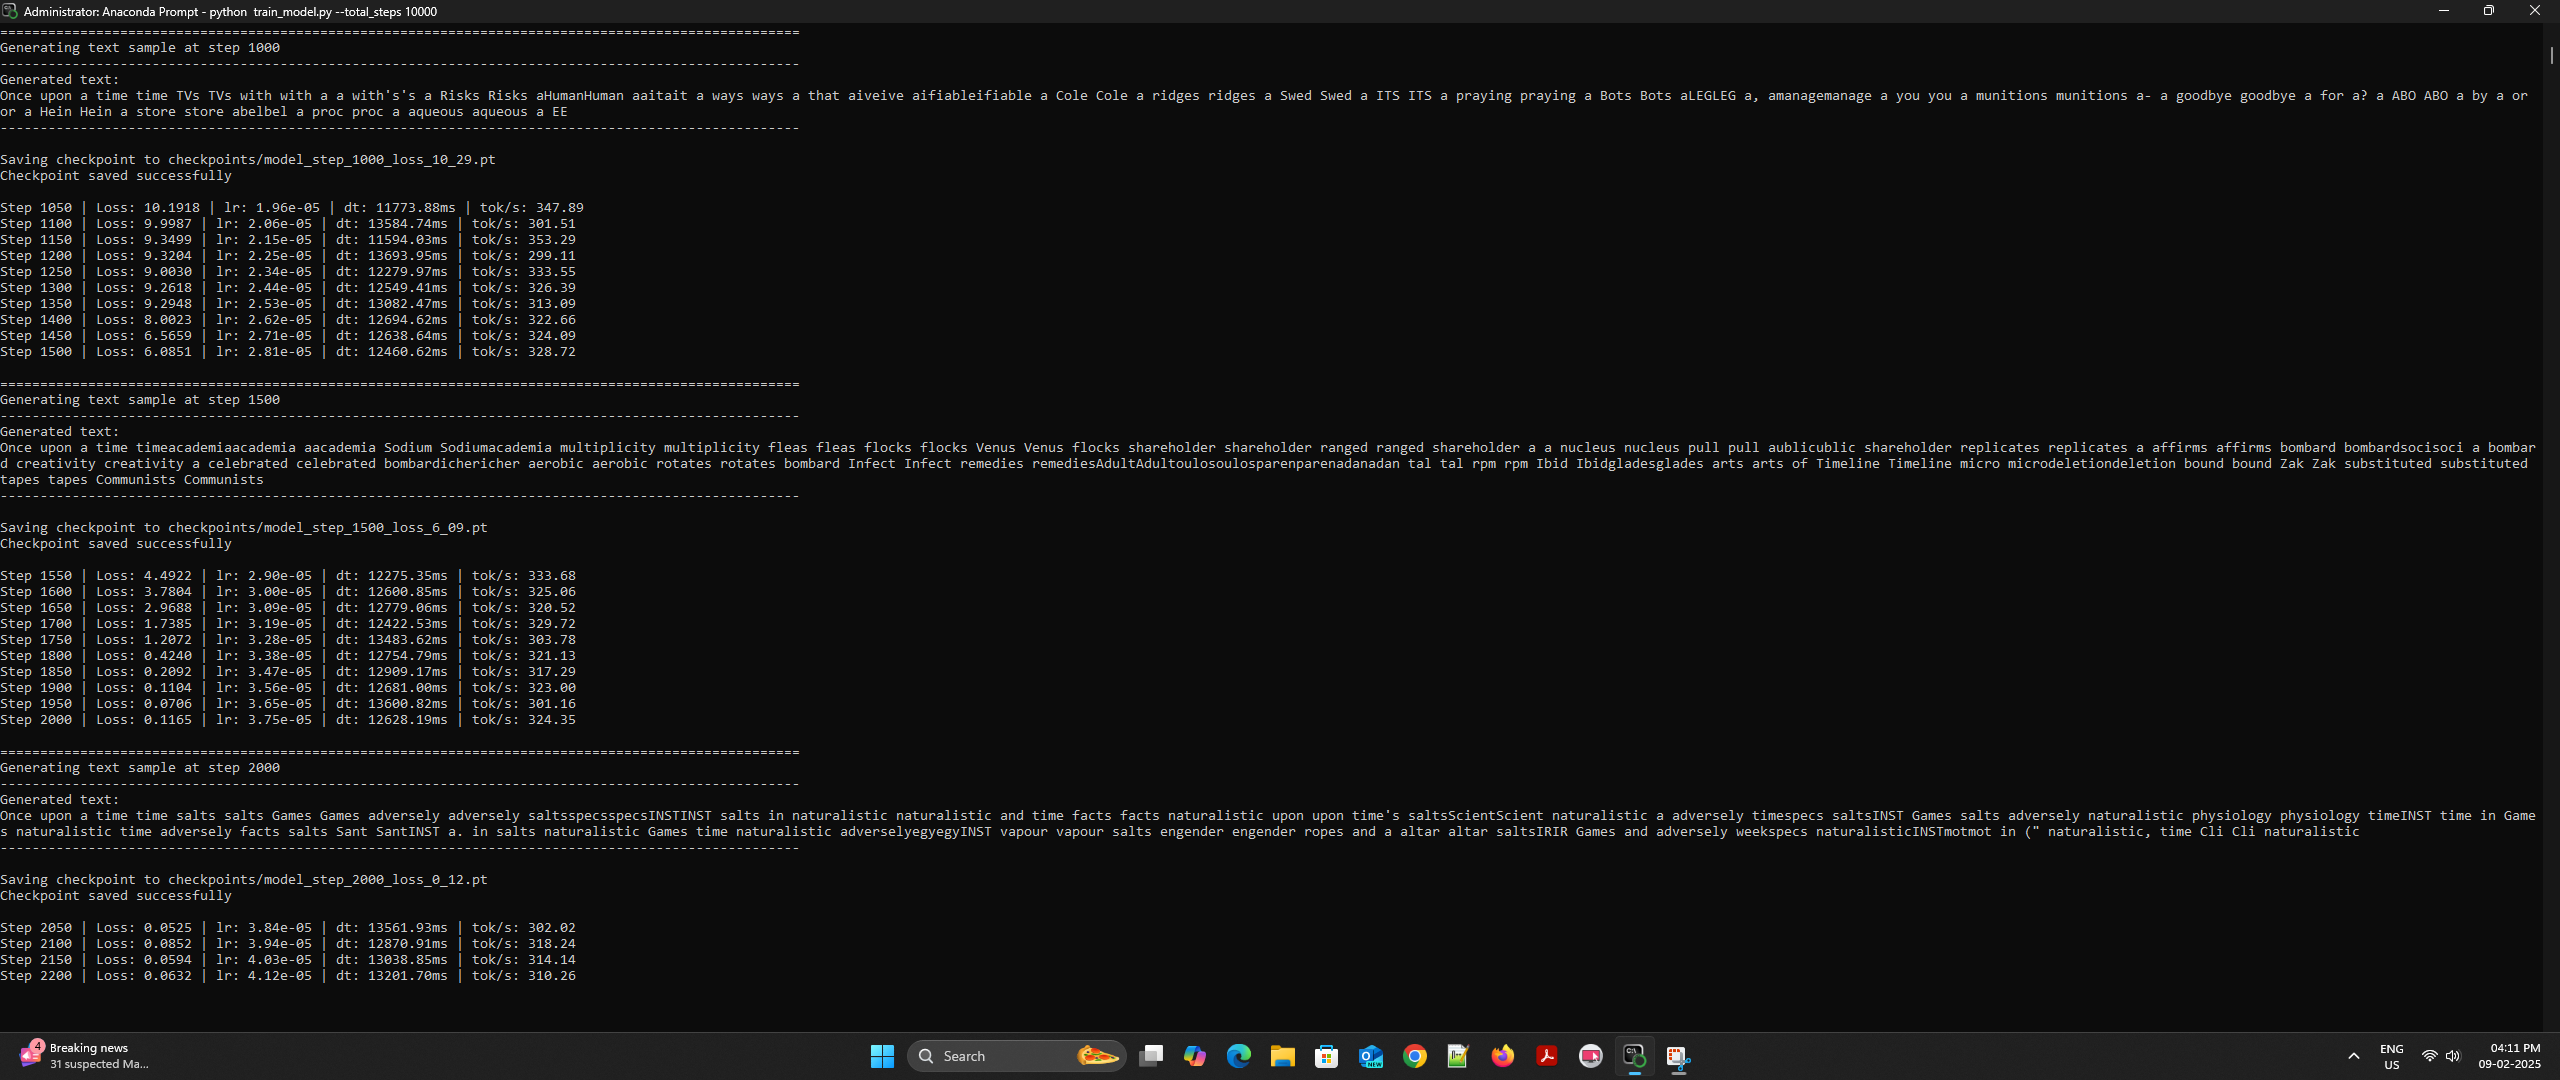 Administrator: Anaconda Prompt - python  train_model.py --total_steps 10000
====================================================================================================
Generating text sample at step 1000
----------------------------------------------------------------------------------------------------
Generated text:
Once upon a time time TVs TVs with with a a with's's a Risks Risks aHumanHuman aaitait a ways ways a that aiveive aifiableifiable a Cole Cole a ridges ridges a Swed Swed a ITS ITS a praying praying a Bots Bots aLEGLEG a, amanagemanage a you you a munitions munitions a- a goodbye goodbye a for a? a ABO ABO a by a or
or a Hein Hein a store store abelbel a proc proc a aqueous aqueous a EE
----------------------------------------------------------------------------------------------------
Saving checkpoint to checkpoints/model_step_1000_loss_10_29.pt
Checkpoint saved successfully
Step 1050 | Loss: 10.1918 | lr: 1.96e-05 | dt: 11773.88ms | tok/s: 347.89
Step 1100 | Loss: 9.9987 | lr: 2.06e-05 | dt: 13584.74ms | tok/s: 301.51
Step 1150 | Loss: 9.3499 | lr: 2.15e-05 | dt: 11594.03ms | tok/s: 353.29
Step 1200 | Loss: 9.3204 | lr: 2.25e-05 | dt: 13693.95ms | tok/s: 299.11
Step 1250 | Loss: 9.0030 | lr: 2.34e-05 | dt: 12279.97ms | tok/s: 333.55
Step 1300 | Loss: 9.2618 | lr: 2.44e-05 | dt: 12549.41ms | tok/s: 326.39
Step 1350 | Loss: 9.2948 | lr: 2.53e-05 | dt: 13082.47ms | tok/s: 313.09
Step 1400 | Loss: 8.0023 | lr: 2.62e-05 | dt: 12694.62ms | tok/s: 322.66
Step 1450 | Loss: 6.5659 | lr: 2.71e-05 | dt: 12638.64ms | tok/s: 324.09
Step 1500 | Loss: 6.0851 | lr: 2.81e-05 | dt: 12460.62ms | tok/s: 328.72
====================================================================================================
Generating text sample at step 1500
----------------------------------------------------------------------------------------------------
Generated text:
Once upon a time timeacademiaacademia aacademia Sodium Sodiumacademia multiplicity multiplicity fleas fleas flocks flocks Venus Venus flocks shareholder shareholder ranged ranged shareholder a a nucleus nucleus pull pull aublicublic shareholder replicates replicates a affirms affirms bombard bombardsocisoci a bombar
d creativity creativity a celebrated celebrated bombardichericher aerobic aerobic rotates rotates bombard Infect Infect remedies remediesAdultAdultoulosoulosparenparenadanadan tal tal rpm rpm Ibid Ibidgladesglades arts arts of Timeline Timeline micro microdeletiondeletion bound bound Zak Zak substituted substituted
tapes tapes Communists Communists
----------------------------------------------------------------------------------------------------
Saving checkpoint to checkpoints/model_step_1500_loss_6_09.pt
Checkpoint saved successfully
Step 1550 | Loss: 4.4922 | lr: 2.90e-05 | dt: 12275.35ms | tok/s: 333.68
Step 1600 | Loss: 3.7804 | lr: 3.00e-05 | dt: 12600.85ms | tok/s: 325.06
Step 1650 | Loss: 2.9688 | lr: 3.09e-05 | dt: 12779.06ms | tok/s: 320.52
Step 1700 | Loss: 1.7385 | lr: 3.19e-05 | dt: 12422.53ms | tok/s: 329.72
Step 1750 | Loss: 1.2072 | lr: 3.28e-05 | dt: 13483.62ms | tok/s: 303.78
Step 1800 | Loss: 0.4240 | lr: 3.38e-05 | dt: 12754.79ms | tok/s: 321.13
Step 1850 | Loss: 0.2092 | lr: 3.47e-05 | dt: 12909.17ms | tok/s: 317.29
Step 1900 | Loss: 0.1104 | lr: 3.56e-05 | dt: 12681.00ms | tok/s: 323.00
Step 1950 | Loss: 0.0706 | lr: 3.65e-05 | dt: 13600.82ms | tok/s: 301.16
Step 2000 | Loss: 0.1165 | lr: 3.75e-05 | dt: 12628.19ms | tok/s: 324.35
====================================================================================================
Generating text sample at step 2000
----------------------------------------------------------------------------------------------------
Generated text:
Once upon a time time salts salts Games Games adversely adversely saltsspecsspecsINSTINST salts in naturalistic naturalistic and time facts facts naturalistic upon upon time's saltsScientScient naturalistic a adversely timespecs saltsINST Games salts adversely naturalistic physiology physiology timeINST time in Game
s naturalistic time adversely facts salts Sant SantINST a. in salts naturalistic Games time naturalistic adverselyegyegyINST vapour vapour salts engender engender ropes and a altar altar saltsIRIR Games and adversely weekspecs naturalisticINSTmotmot in (" naturalistic, time Cli Cli naturalistic
----------------------------------------------------------------------------------------------------
Saving checkpoint to checkpoints/model_step_2000_loss_0_12.pt
Checkpoint saved successfully
Step 2050 | Loss: 0.0525 | lr: 3.84e-05 | dt: 13561.93ms | tok/s: 302.02
Step 2100 | Loss: 0.0852 | lr: 3.94e-05 | dt: 12870.91ms | tok/s: 318.24
Step 2150 | Loss: 0.0594 | lr: 4.03e-05 | dt: 13038.85ms | tok/s: 314.14
Step 2200 | Loss: 0.0632 | lr: 4.12e-05 | dt: 13201.70ms | tok/s: 310.26
4
Breaking news
31 suspected Ma...
Search
NEW
ENG
US
04:11 PM
09-02-2025